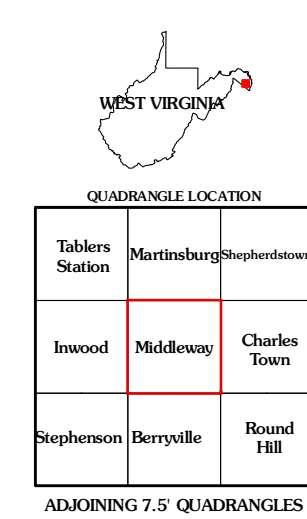 WEST VIRGINIA
QUADRANGLE LOCATION
Tablers
Station
Martinsburg
Shepherdstown
Inwood
Middleway
Charles
Town
Stephenson
Berryville
Round
Hill
ADJOINING 7.5' QUADRANGLES